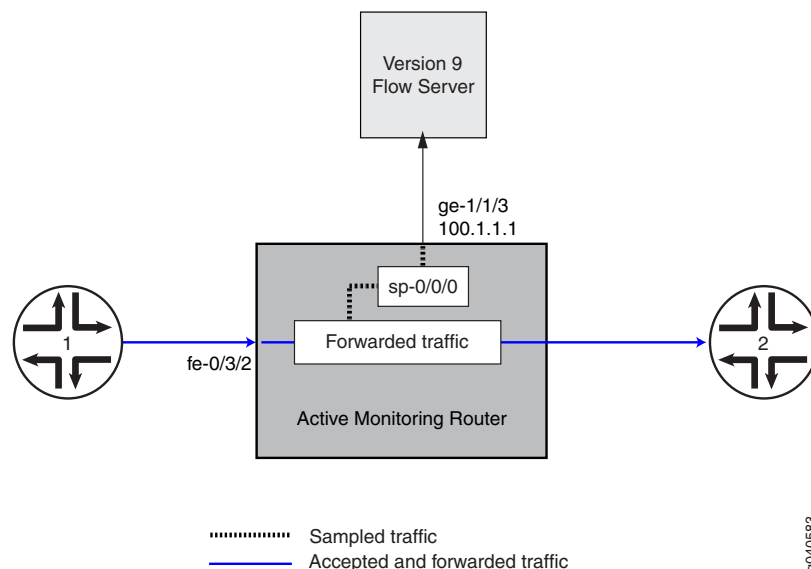 Version 9
Flow Server
ge-1/1/3
100.1.1.1
sp-0/0/0
1
Forwarded traffic
2
fe-0/3/2
Active Monitoring Router
Sampled traffic
Accepted and forwarded traffic